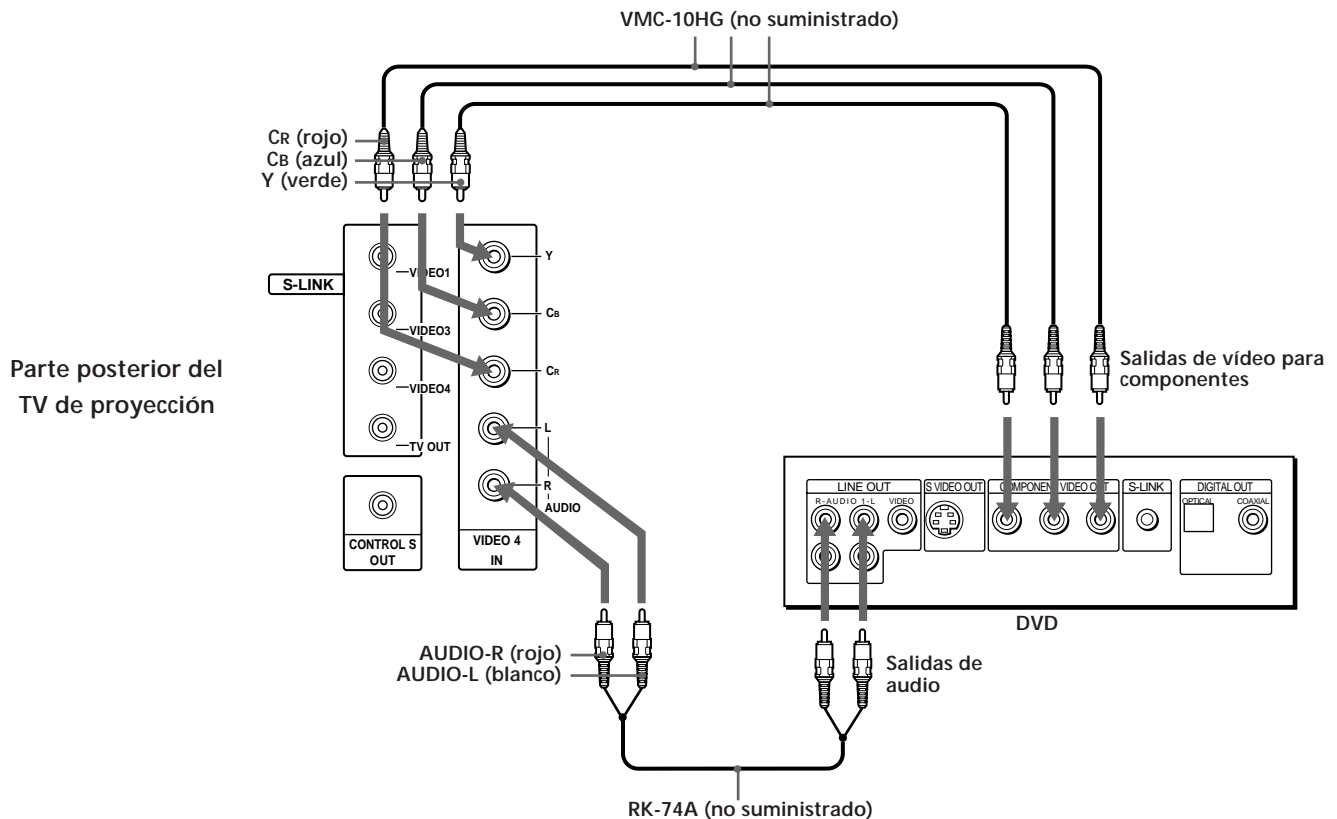 VMC-10HG (no suministrado)
CR (rojo)
CB (azul)
Y (verde)
S-LINK
VIDEO1
VIDEO3
VIDEO4
TV OUT
CONTROL S
OUT
Y
CB
CR
L
R
AUDIO
VIDEO 4
IN
Parte posterior del
TV de proyección
Salidas de vídeo para
componentes
LINE OUT
R-AUDIO 1-L
VIDEO
S VIDEO OUT
COMPONENT VIDEO OUT
S-LINK
DIGITAL OUT
OPTICAL
COAXIAL
DVD
AUDIO-R (rojo)
AUDIO-L (blanco)
Salidas de
audio
RK-74A (no suministrado)